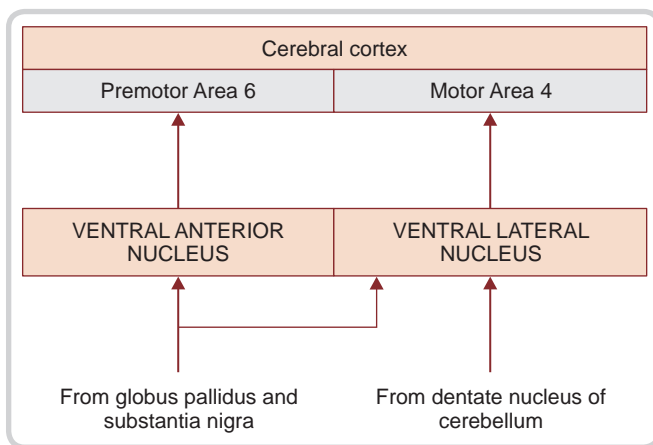 Cerebral cortex
Premotor Area 6
Motor Area 4
VENTRAL ANTERIOR
NUCLEUS
VENTRAL LATERAL
NUCLEUS
From globus pallidus and
substantia nigra
From dentate nucleus of
cerebellum